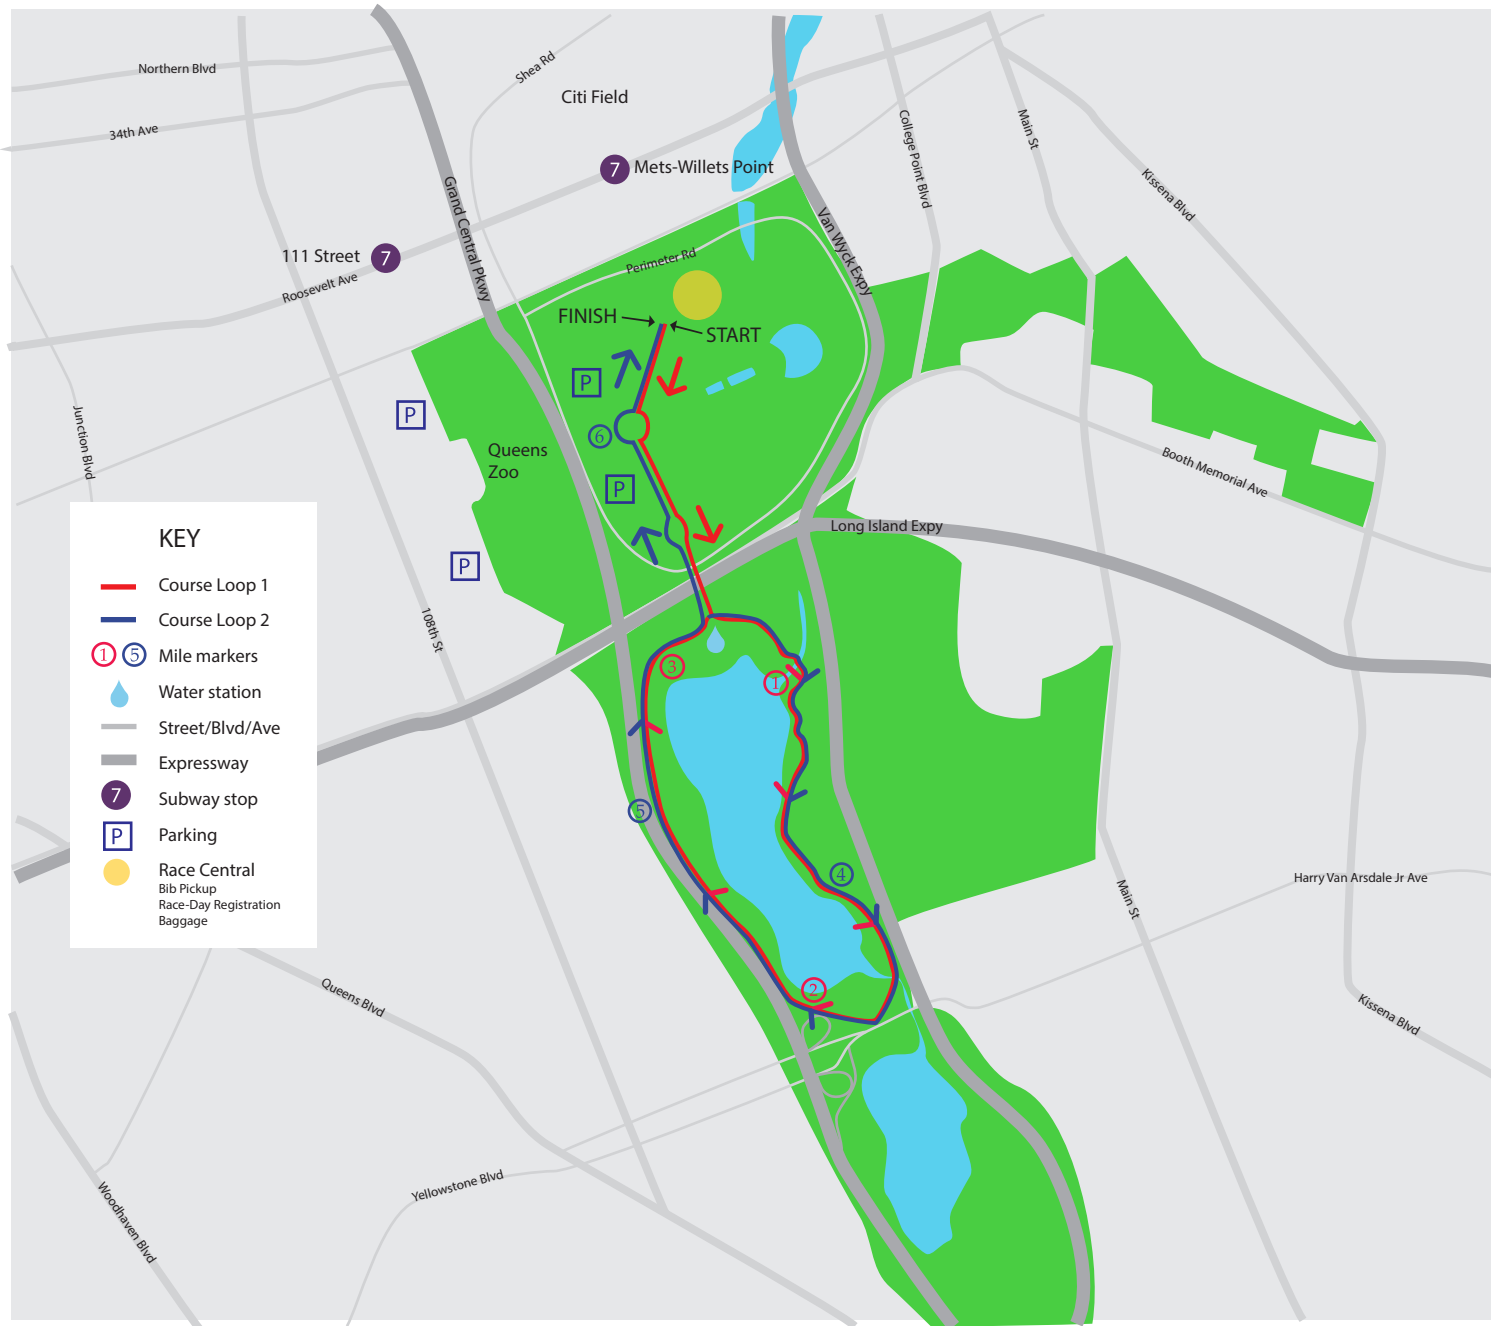 Northern Blvd
34th Ave
Shea Rd
Citi Field
7
Mets-Willets Point
College Point Blvd
Main St
Kissena Blvd
Grand Central Pkwy
Van Wyck Expy
111 Street
7
Roosevelt Ave
Perimeter Rd
FINISH
START
P
P
6
P
Queens
Zoo
Junction Blvd
Booth Memorial Ave
Long Island Expy
P
108th St
KEY
Course Loop 1
Course Loop 2
1 5 Mile markers
Water station
Street/Blvd/Ave
Expressway
7 Subway stop
P Parking
Race Central
Bib Pickup
Race-Day Registration
Baggage
3
1
5
4
2
Harry Van Arsdale Jr Ave
Main St
Kissena Blvd
Queens Blvd
Yellowstone Blvd
Woodhaven Blvd